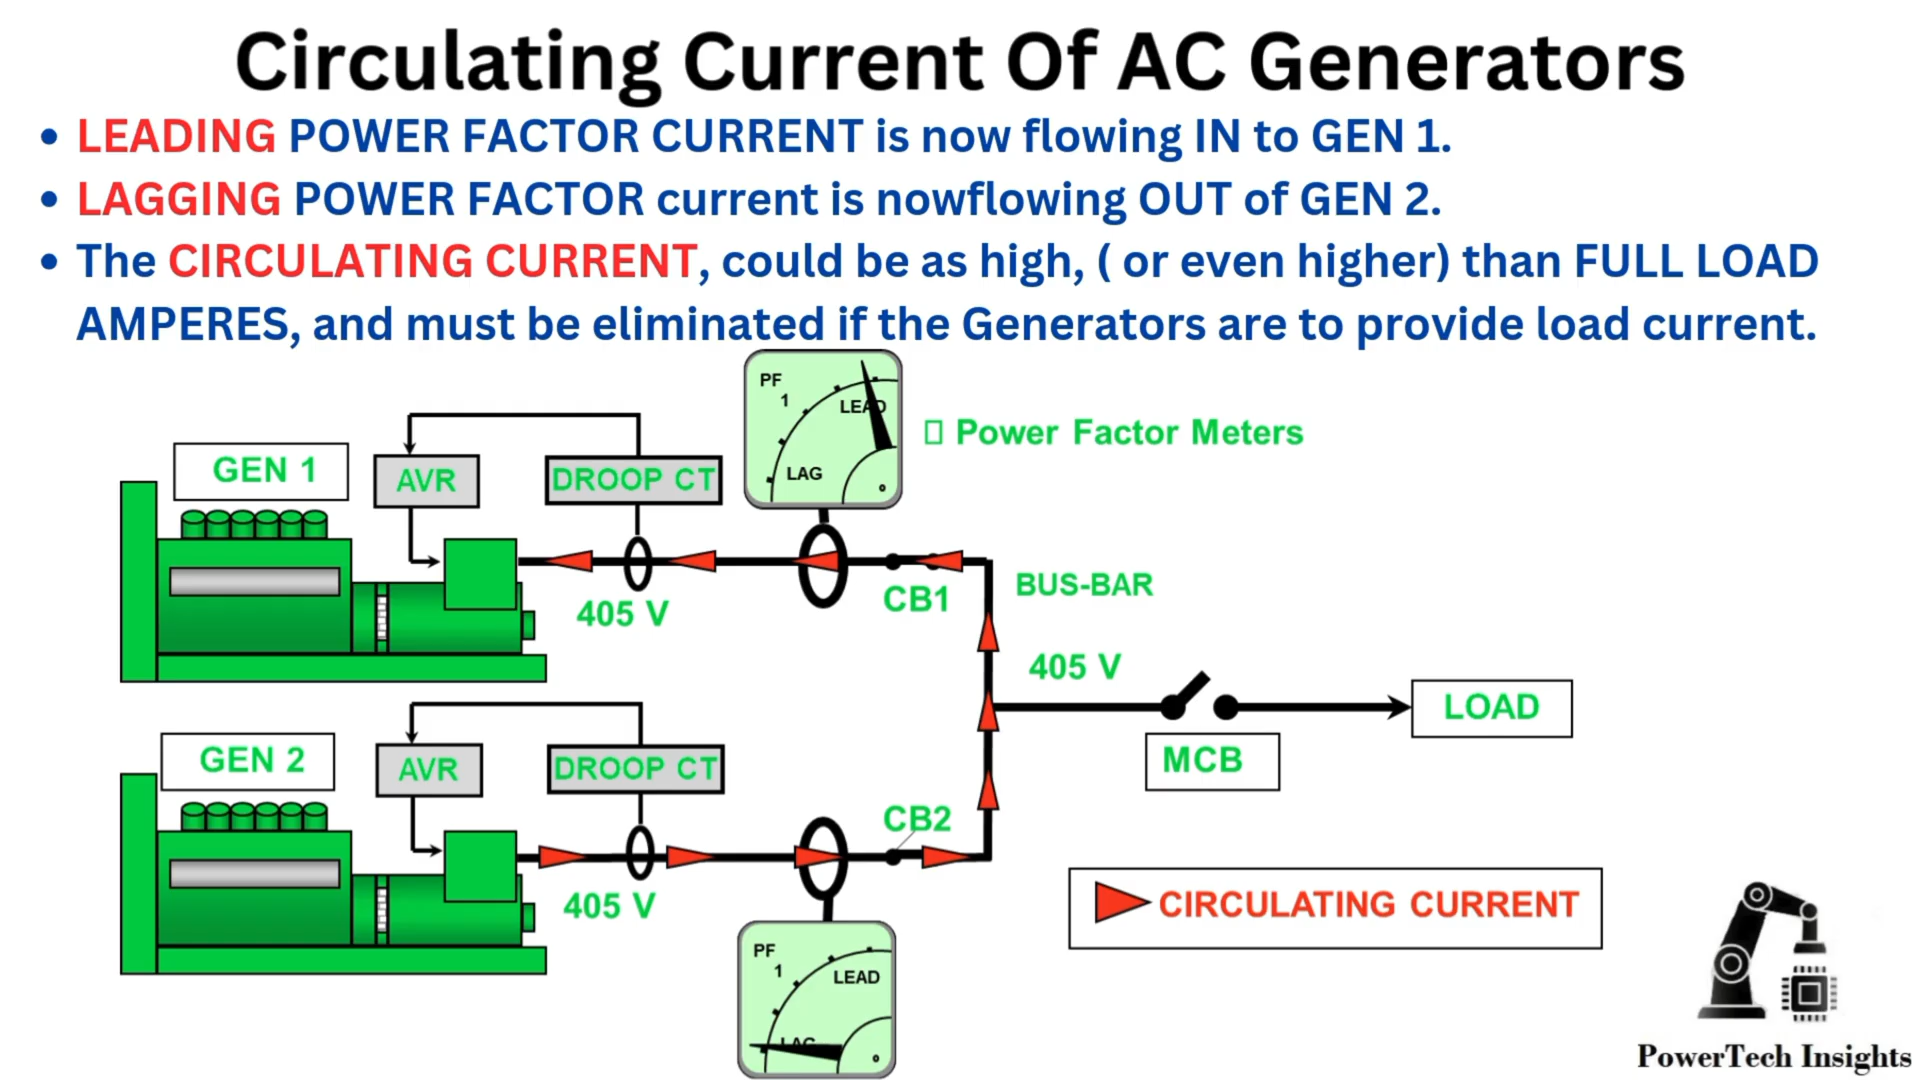 Circulating Current Of AC Generators
• LEADING POWER FACTOR CURRENT is now flowing IN to GEN 1.
• LAGGING POWER FACTOR current is nowflowing OUT of GEN 2.
• The CIRCULATING CURRENT, could be as high, ( or even higher) than FULL LOAD
AMPERES, and must be eliminated if the Generators are to provide load current.
PF
1
LEAD
LAG
Power Factor Meters
GEN 1
AVR
DROOP CT
405 V
CB1
BUS-BAR
405 V
LOAD
MCB
GEN 2
AVR
DROOP CT
405 V
CB2
PF
1
LEAD
LAG
CIRCULATING CURRENT
PowerTech Insights